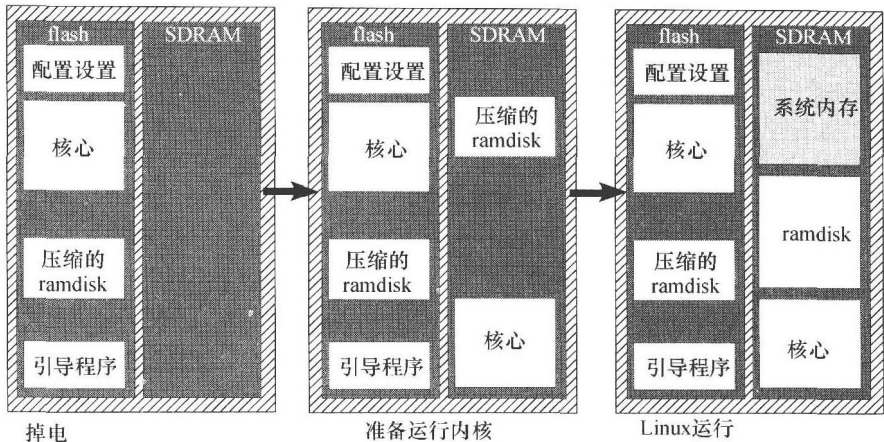 flash
SDRAM
配置设置
核心
压缩的
ramdisk
引导程序
掉电
flash
SDRAM
配置设置
核心
压缩的
ramdisk
引导程序
压缩的
ramdisk
核心
准备运行内核
flash
SDRAM
配置设置
核心
压缩的
ramdisk
引导程序
系统内存
ramdisk
核心
Linux运行